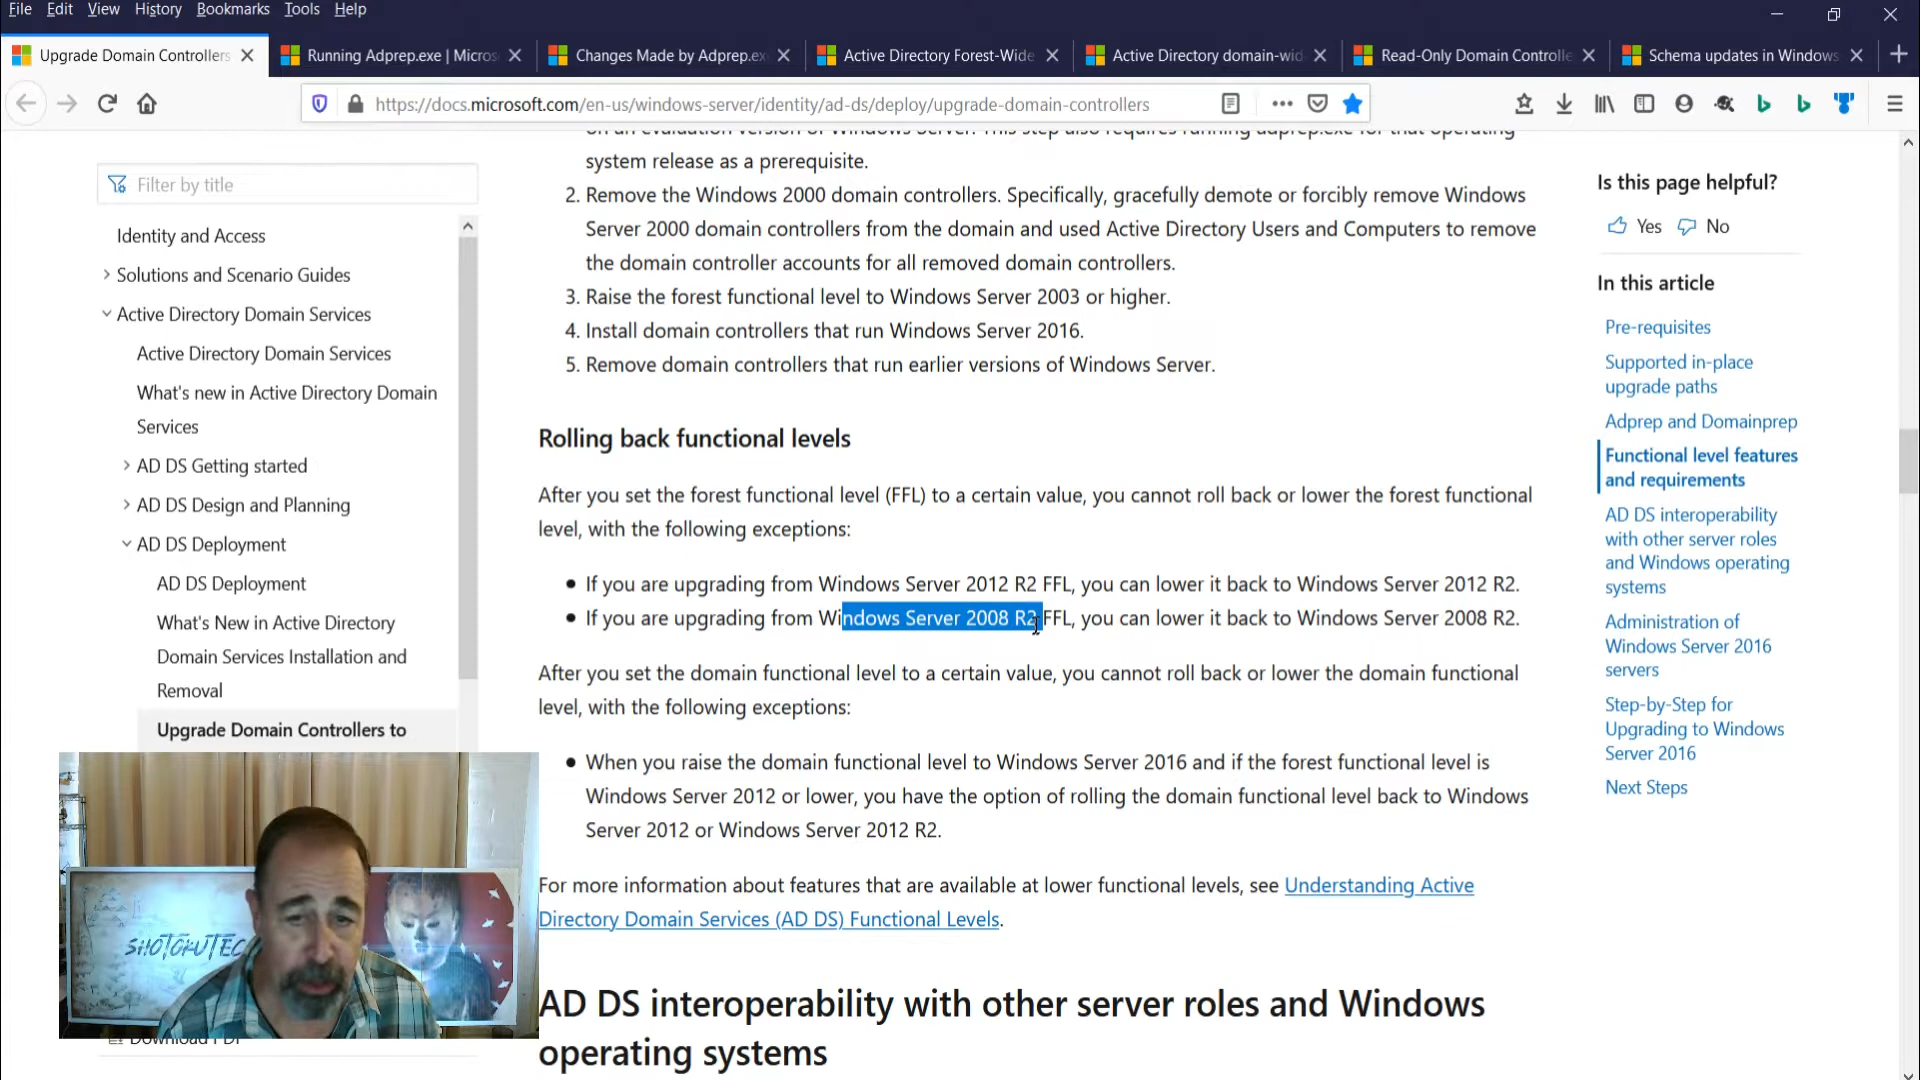 File Edit View History Bookmarks Tools Help
Upgrade Domain Controllers
Running Adprep.exe | Micros
Changes Made by Adprep.ex
Active Directory Forest-Wide
Active Directory domain-wid
Read-Only Domain Controlle
Schema updates in Windows
https://docs.microsoft.com/en-us/windows-server/identity/ad-ds/deploy/upgrade-domain-controllers
Filter by title
Identity and Access
Solutions and Scenario Guides
Active Directory Domain Services
Active Directory Domain Services
What's new in Active Directory Domain
Services
AD DS Getting started
AD DS Design and Planning
AD DS Deployment
AD DS Deployment
What's New in Active Directory
Domain Services Installation and
Removal
Upgrade Domain Controllers to
Download PDF
SHOTOKUTEC
on an evaluation version of Windows Server. This step also requires running adprep.exe for that operating
system release as a prerequisite.
2. Remove the Windows 2000 domain controllers. Specifically, gracefully demote or forcibly remove Windows
Server 2000 domain controllers from the domain and used Active Directory Users and Computers to remove
the domain controller accounts for all removed domain controllers.
3. Raise the forest functional level to Windows Server 2003 or higher.
4. Install domain controllers that run Windows Server 2016.
5. Remove domain controllers that run earlier versions of Windows Server.
Rolling back functional levels
After you set the forest functional level (FFL) to a certain value, you cannot roll back or lower the forest functional
level, with the following exceptions:
• If you are upgrading from Windows Server 2012 R2 FFL, you can lower it back to Windows Server 2012 R2.
• If you are upgrading from Windows Server 2008 R2 FFL, you can lower it back to Windows Server 2008 R2.
After you set the domain functional level to a certain value, you cannot roll back or lower the domain functional
level, with the following exceptions:
• When you raise the domain functional level to Windows Server 2016 and if the forest functional level is
Windows Server 2012 or lower, you have the option of rolling the domain functional level back to Windows
Server 2012 or Windows Server 2012 R2.
For more information about features that are available at lower functional levels, see Understanding Active
Directory Domain Services (AD DS) Functional Levels.
AD DS interoperability with other server roles and Windows
operating systems
Is this page helpful?
Yes No
In this article
Pre-requisites
Supported in-place
upgrade paths
Adprep and Domainprep
Functional level features
and requirements
AD DS interoperability
with other server roles
and Windows operating
systems
Administration of
Windows Server 2016
servers
Step-by-Step for
Upgrading to Windows
Server 2016
Next Steps